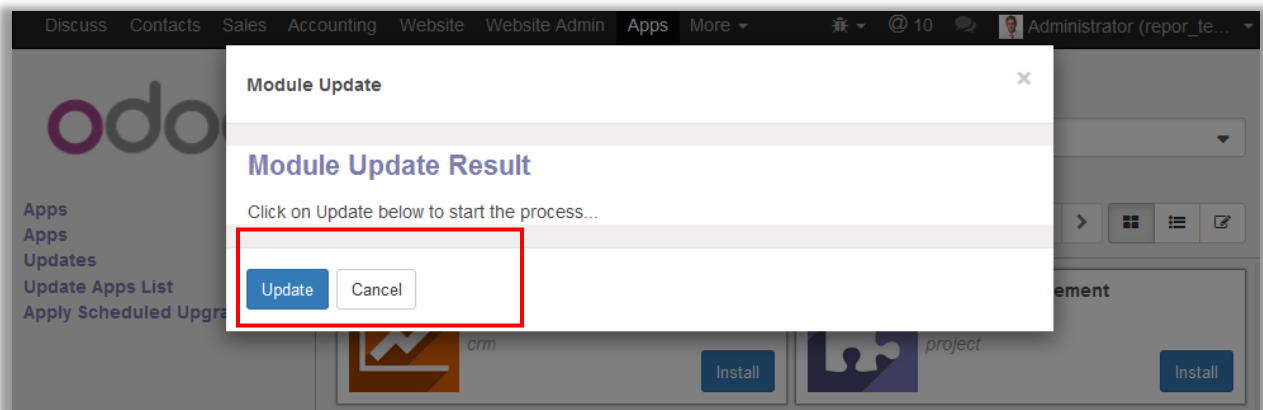 Discuss Contacts Sales Accounting Website Website Admin Apps More @ 10 Administrator (repor_te...
Module Update ×
odoo
Module Update Result
Click on Update below to start the process...
Apps
Apps
Updates
Update Apps List
Apply Scheduled Upgra
Update Cancel
ement
crm
project
Install
Install